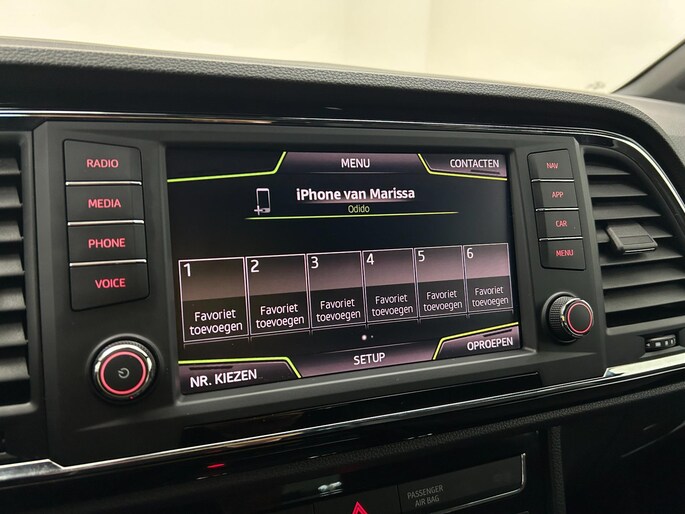 RADIO
MEDIA
PHONE
VOICE
MENU
CONTACTEN
iPhone van Marissa
Odido
1
Favoriet
toevoegen
2
Favoriet
toevoegen
3
Favoriet
toevoegen
4
Favoriet
toevoegen
5
Favoriet
toevoegen
6
Favoriet
toevoegen
NR. KIEZEN
SETUP
OPROEPEN
NAV
APP
CAR
MENU
PASSENGER
AIR BAG